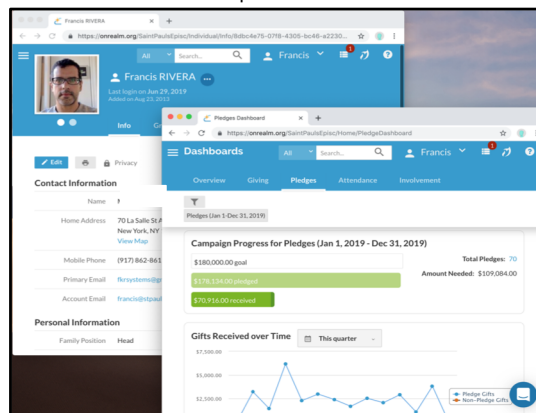 Francis RIVERA
https://onrealm.org/SaintPaulsEpisc/Individual/Info/8dbc4e75-07f8-4305-bc46-a2230...
All
Search...
Francis
1
Francis RIVERA
Last login on Jun 29, 2019
Added on Aug 23, 2013
Info
Edit
Privacy
Contact Information
Name
Home Address
70 La Salle St A
New York, NY
View Map
Mobile Phone
(917) 862-861
Primary Email
Account Email
francis@stpaul
Personal Information
Family Position
Head
Pledges Dashboard
https://onrealm.org/SaintPaulsEpisc/Home/PledgeDashboard
Dashboards
All
Search...
Francis
1
Overview
Giving
Pledges
Attendance
Involvement
Pledges (Jan 1-Dec 31, 2019)
Campaign Progress for Pledges (Jan 1, 2019 - Dec 31, 2019)
$180,000.00 goal
Total Pledges: 70
$178,134.00 pledged
Amount Needed: $109,084.00
$70,916.00 received
Gifts Received over Time
This quarter
$7,500.00
$5,000.00
$2,500.00
Pledge Gifts
Non-Pledge Gifts